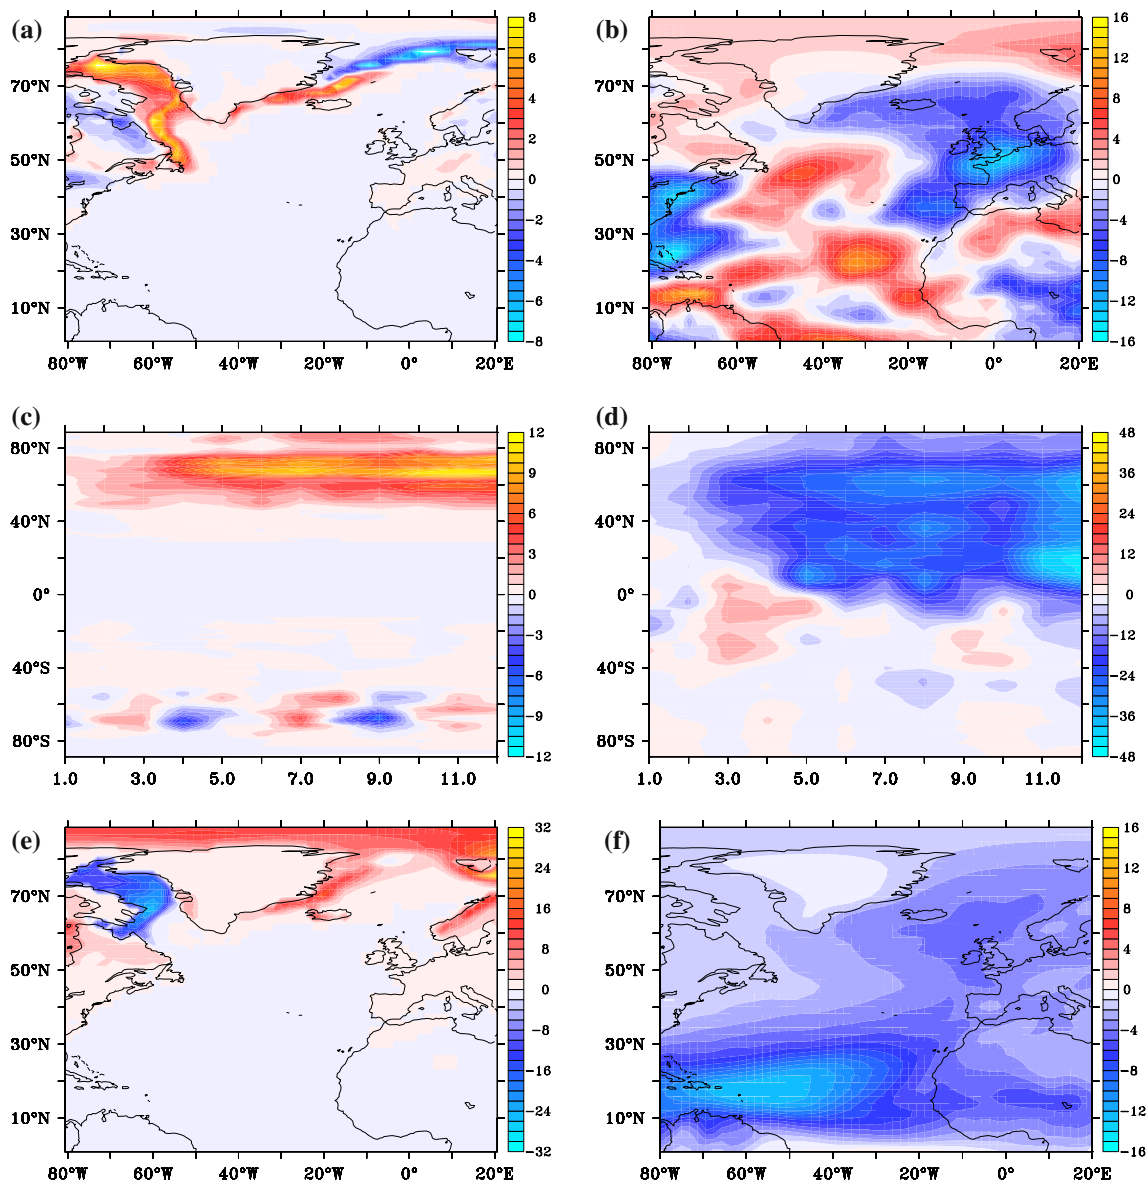 (a)
70°N
50°N
30°N
10°N
80°W 60°W 40°W 20°W 0° 20°E
8
6
4
2
0
-2
-4
-6
-8
(b)
70°N
50°N
30°N
10°N
80°W 60°W 40°W 20°W 0° 20°E
16
12
8
4
0
-4
-8
-12
-16
(c)
80°N
40°N
0°
40°S
80°S
1.0 3.0 5.0 7.0 9.0 11.0
12
9
6
3
0
-3
-6
-9
-12
(d)
80°N
40°N
0°
40°S
80°S
1.0 3.0 5.0 7.0 9.0 11.0
48
36
24
12
0
-12
-24
-36
-48
(e)
70°N
50°N
30°N
10°N
80°W 60°W 40°W 20°W 0° 20°E
32
24
16
8
0
-8
-16
-24
-32
(f)
70°N
50°N
30°N
10°N
80°W 60°W 40°W 20°W 0° 20°E
16
12
8
4
0
-4
-8
-12
-16